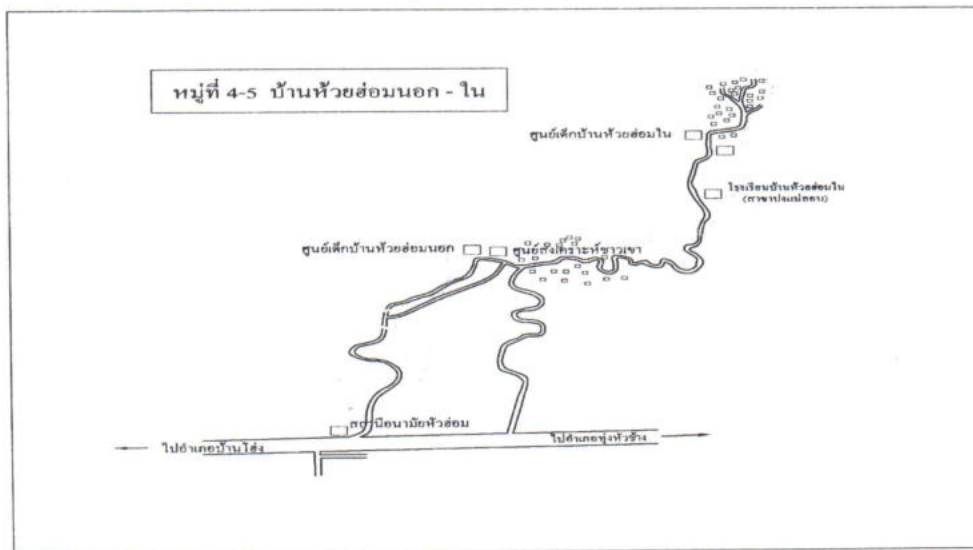 หมู่ที่ 4-5 บ้านห้วยฮ่อมนอก - ใน
ศูนย์เด็กบ้านห้วยฮ่อมใน
โรงเรียนบ้านห้วยฮ่อมใน
ศูนย์เด็กบ้านห้วยฮ่อมนอก
ศูนย์สงเคราะห์ชาวเขา
สถานีอนามัยหัวฮ่อม
ไปอำเภอบ้านโฮ่ง
ไปอำเภอทุ่งหัวช้าง